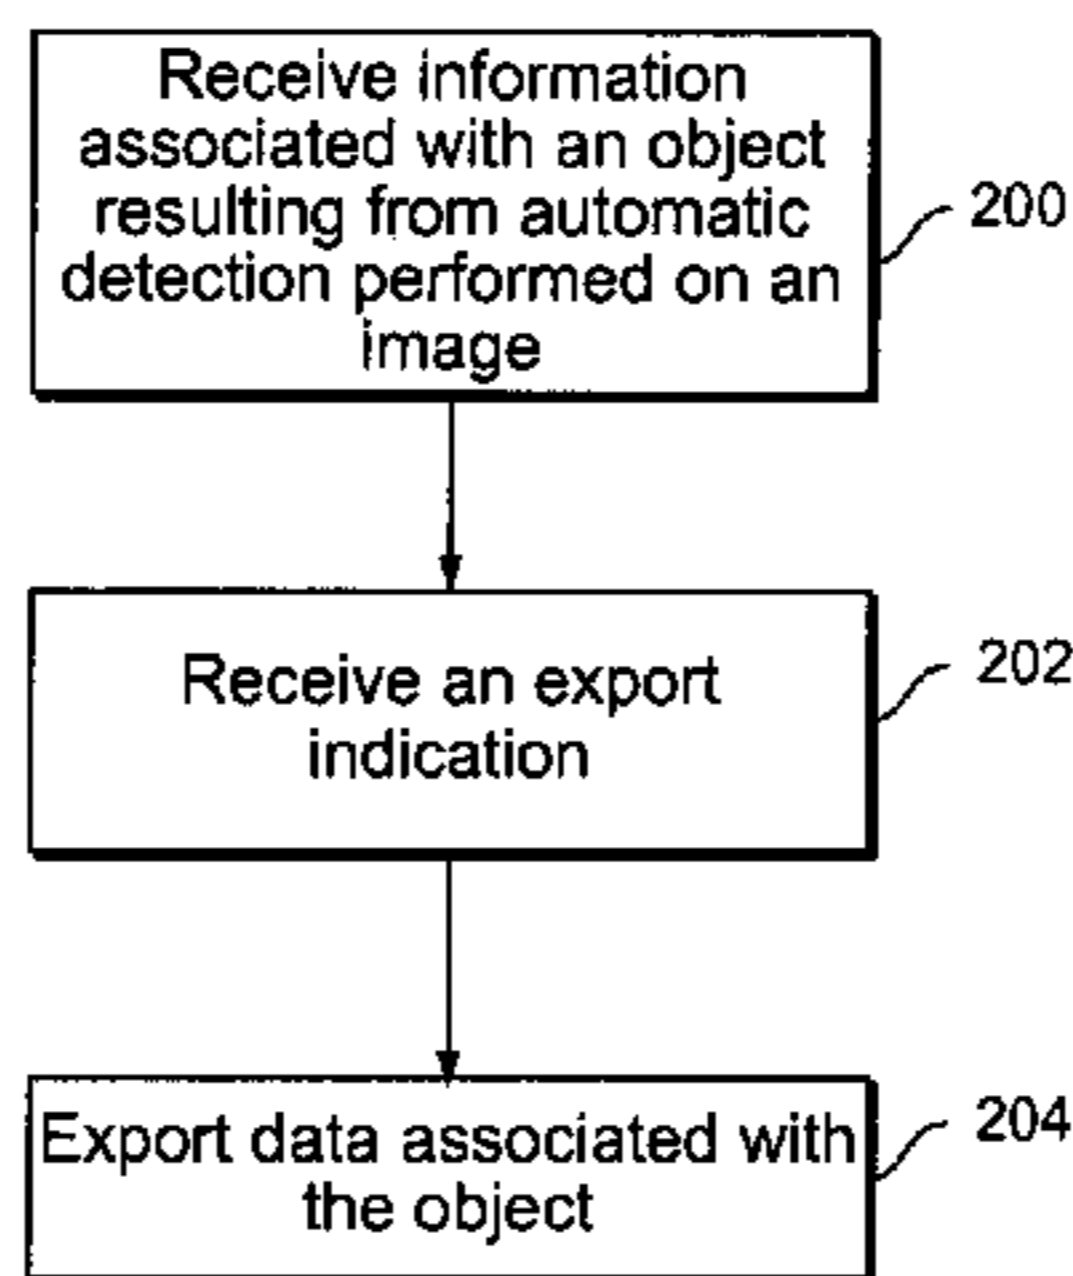 Receive information
associated with an object
resulting from automatic
detection performed on an
image
200
Receive an export
indication
202
Export data associated with
the object
204